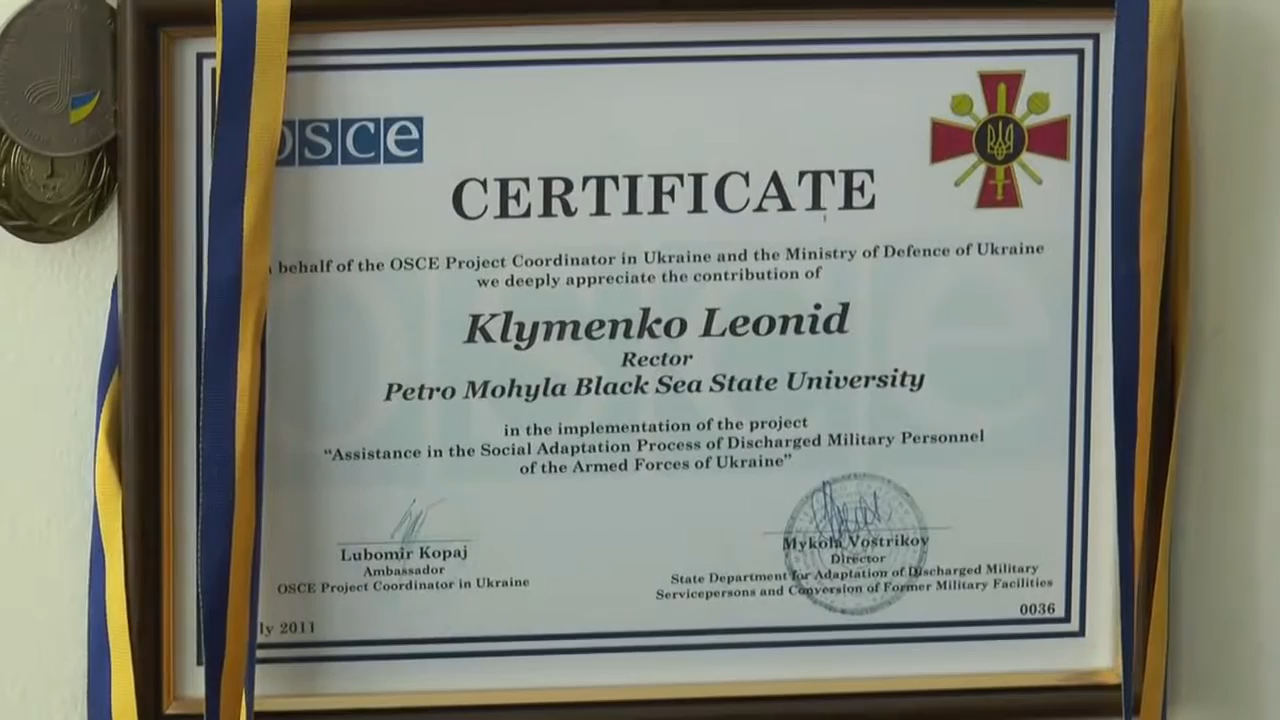 osce
CERTIFICATE
behalf of the OSCE Project Coordinator in Ukraine and the Ministry of Defence of Ukraine
we deeply appreciate the contribution of
Klymenko Leonid
Rector
Petro Mohyla Black Sea State University
in the implementation of the project
“Assistance in the Social Adaptation Process of Discharged Military Personnel
of the Armed Forces of Ukraine”
Lubomir Kopaj
Ambassador
OSCE Project Coordinator in Ukraine
Mykola Vostrikov
Director
State Department for Adaptation of Discharged Military
Servicepersons and Conversion of Former Military Facilities
0036
ly 2011